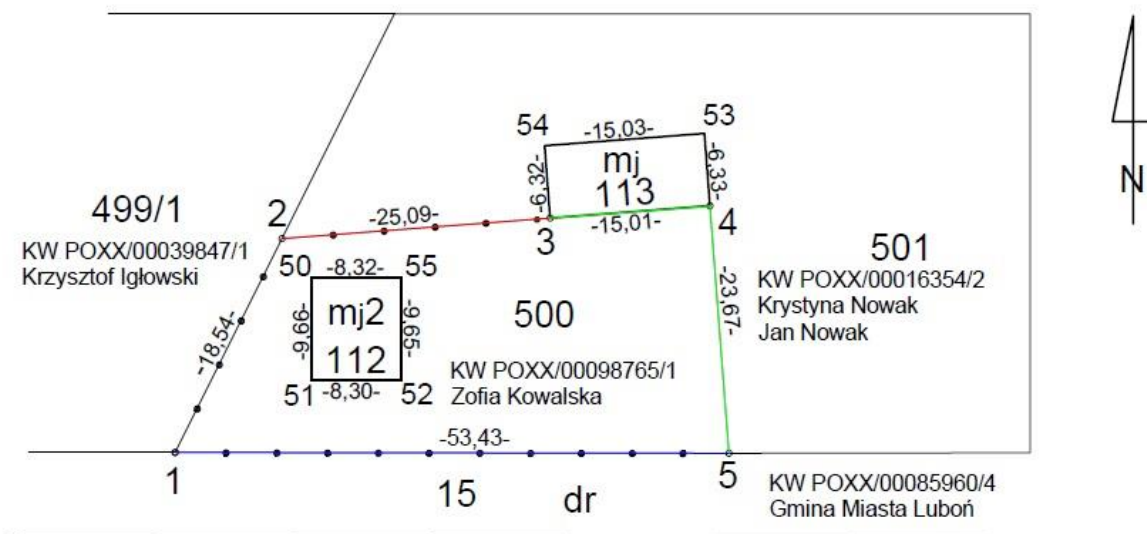 54
-15,03-
53
mj
113
-6,32-
-6,33-
N
499/1
KW POXX/00039847/1
Krzysztof Igłowski
2
-25,09-
3
-15,01-
4
501
KW POXX/00016354/2
Krystyna Nowak
Jan Nowak
50
-8,32-
55
mj2
112
-9,66-
-9,65-
51
-8,30-
52
500
KW POXX/00098765/1
Zofia Kowalska
-18,54-
-23,67-
-53,43-
1
15
dr
5
KW POXX/00085960/4
Gmina Miasta Luboń